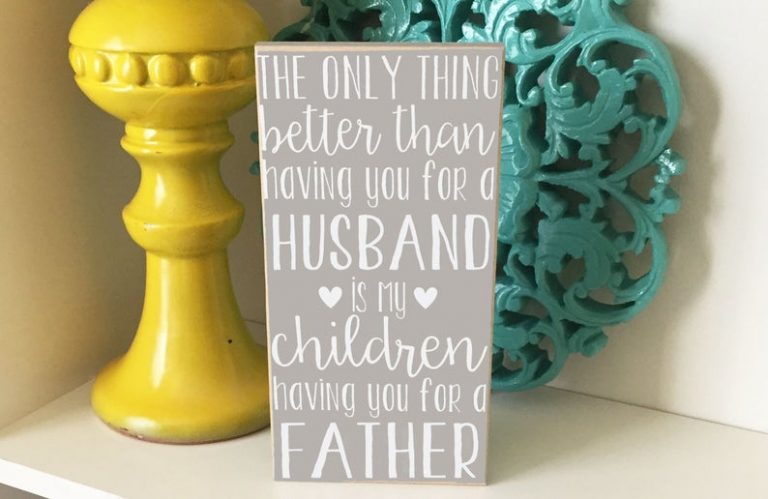 THE ONLY THING
better than
having you for a
HUSBAND
is my
children
having you for a
FATHER